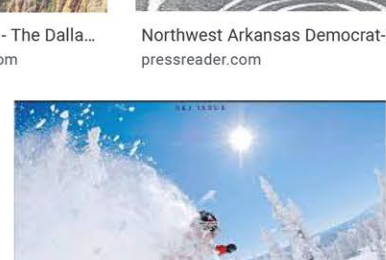 - The Dalla...
Northwest Arkansas Democrat-
om
pressreader.com
SKI ISSUE